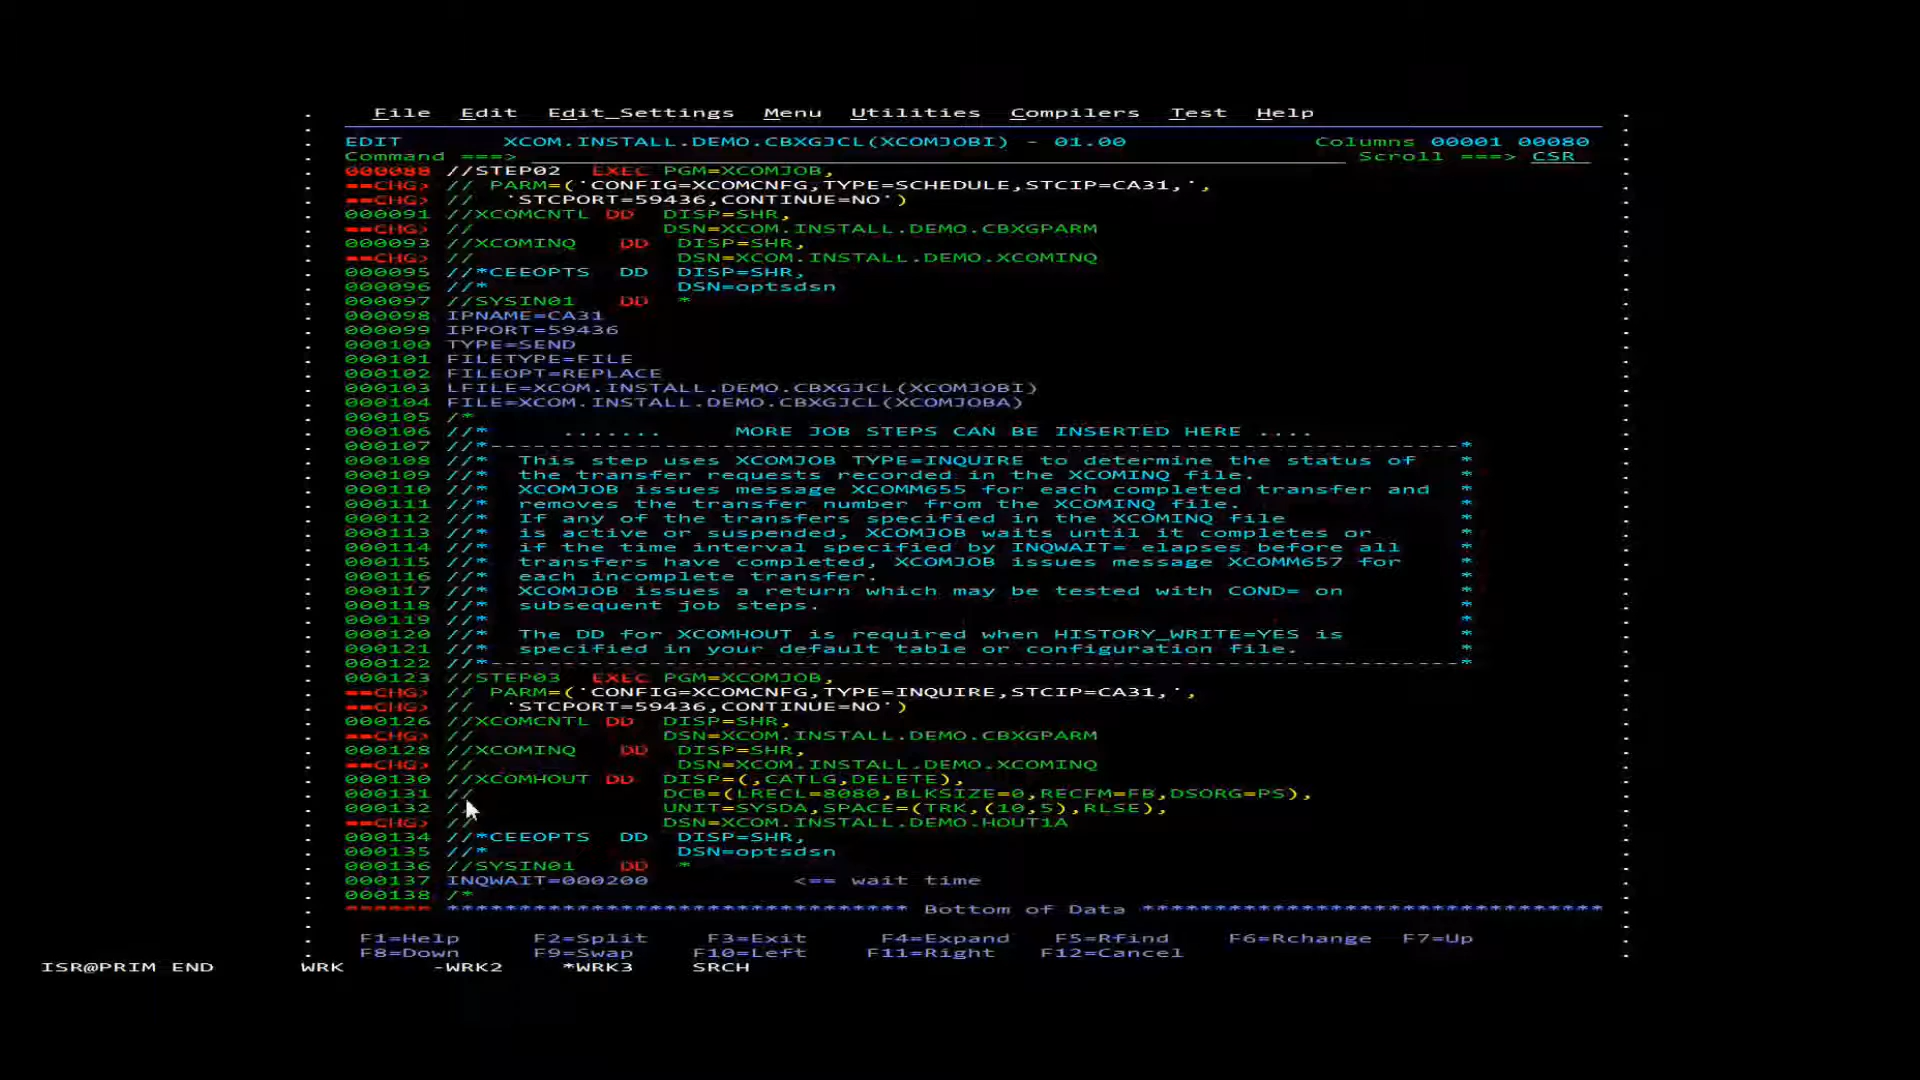 File  Edit  Edit_Settings  Menu  Utilities  Compilers  Test  Help
EDIT       XCOM.INSTALL.DEMO.CBXGJCL(XCOMJOBI) - 01.00             Columns 00001 00080
Command ===>                                                          Scroll ===> CSR
000088 //STEP02  EXEC PGM=XCOMJOB,
==CHG> // PARM=('CONFIG=XCOMCNFG,TYPE=SCHEDULE,STCIP=CA31,',
==CHG> //  'STCPORT=59436,CONTINUE=NO')
000091 //XCOMCNTL DD  DISP=SHR,
==CHG> //             DSN=XCOM.INSTALL.DEMO.CBXGPARM
000093 //XCOMINQ   DD  DISP=SHR,
==CHG> //              DSN=XCOM.INSTALL.DEMO.XCOMINQ
000095 //*CEEOPTS  DD  DISP=SHR,
000096 //*             DSN=optsdsn
000097 //SYSIN01   DD  *
000098 IPNAME=CA31
000099 IPPORT=59436
000100 TYPE=SEND
000101 FILETYPE=FILE
000102 FILEOPT=REPLACE
000103 LFILE=XCOM.INSTALL.DEMO.CBXGJCL(XCOMJOBI)
000104 FILE=XCOM.INSTALL.DEMO.CBXGJCL(XCOMJOBA)
000105 /*
000106 //*     .......     MORE JOB STEPS CAN BE INSERTED HERE ....
000107 //*--------------------------------------------------------------------*
000108 //*  This step uses XCOMJOB TYPE=INQUIRE to determine the status of   *
000109 //*  the transfer requests recorded in the XCOMINQ file.               *
000110 //*  XCOMJOB issues message XCOMM655 for each completed transfer and  *
000111 //*  removes the transfer number from the XCOMINQ file.                *
000112 //*  If any of the transfers specified in the XCOMINQ file             *
000113 //*  is active or suspended, XCOMJOB waits until it completes or       *
000114 //*  if the time interval specified by INQWAIT= elapses before all     *
000115 //*  transfers have completed, XCOMJOB issues message XCOMM657 for     *
000116 //*  each incomplete transfer.                                         *
000117 //*  XCOMJOB issues a return which may be tested with COND= on         *
000118 //*  subsequent job steps.                                             *
000119 //*                                                                    *
000120 //*  The DD for XCOMHOUT is required when HISTORY_WRITE=YES is         *
000121 //*  specified in your default table or configuration file.            *
000122 //*--------------------------------------------------------------------*
000123 //STEP03  EXEC PGM=XCOMJOB,
==CHG> // PARM=('CONFIG=XCOMCNFG,TYPE=INQUIRE,STCIP=CA31,',
==CHG> //  'STCPORT=59436,CONTINUE=NO')
000126 //XCOMCNTL DD  DISP=SHR,
==CHG> //             DSN=XCOM.INSTALL.DEMO.CBXGPARM
000128 //XCOMINQ   DD  DISP=SHR,
==CHG> //              DSN=XCOM.INSTALL.DEMO.XCOMINQ
000130 //XCOMHOUT DD  DISP=(,CATLG,DELETE),
000131 //             DCB=(LRECL=8080,BLKSIZE=0,RECFM=FB,DSORG=PS),
000132 //             UNIT=SYSDA,SPACE=(TRK,(10,5),RLSE),
==CHG> //             DSN=XCOM.INSTALL.DEMO.HOUT1A
000134 //*CEEOPTS  DD  DISP=SHR,
000135 //*             DSN=optsdsn
000136 //SYSIN01   DD  *
000137 INQWAIT=000200          <== wait time
000138 /*
****** ******************************** Bottom of Data ********************************
F1=Help  F2=Split  F3=Exit  F4=Expand  F5=Rfind  F6=Rchange  F7=Up
F8=Down  F9=Swap  F10=Left  F11=Right  F12=Cancel
ISR@PRIM END  WRK  -WRK2  *WRK3  SRCH